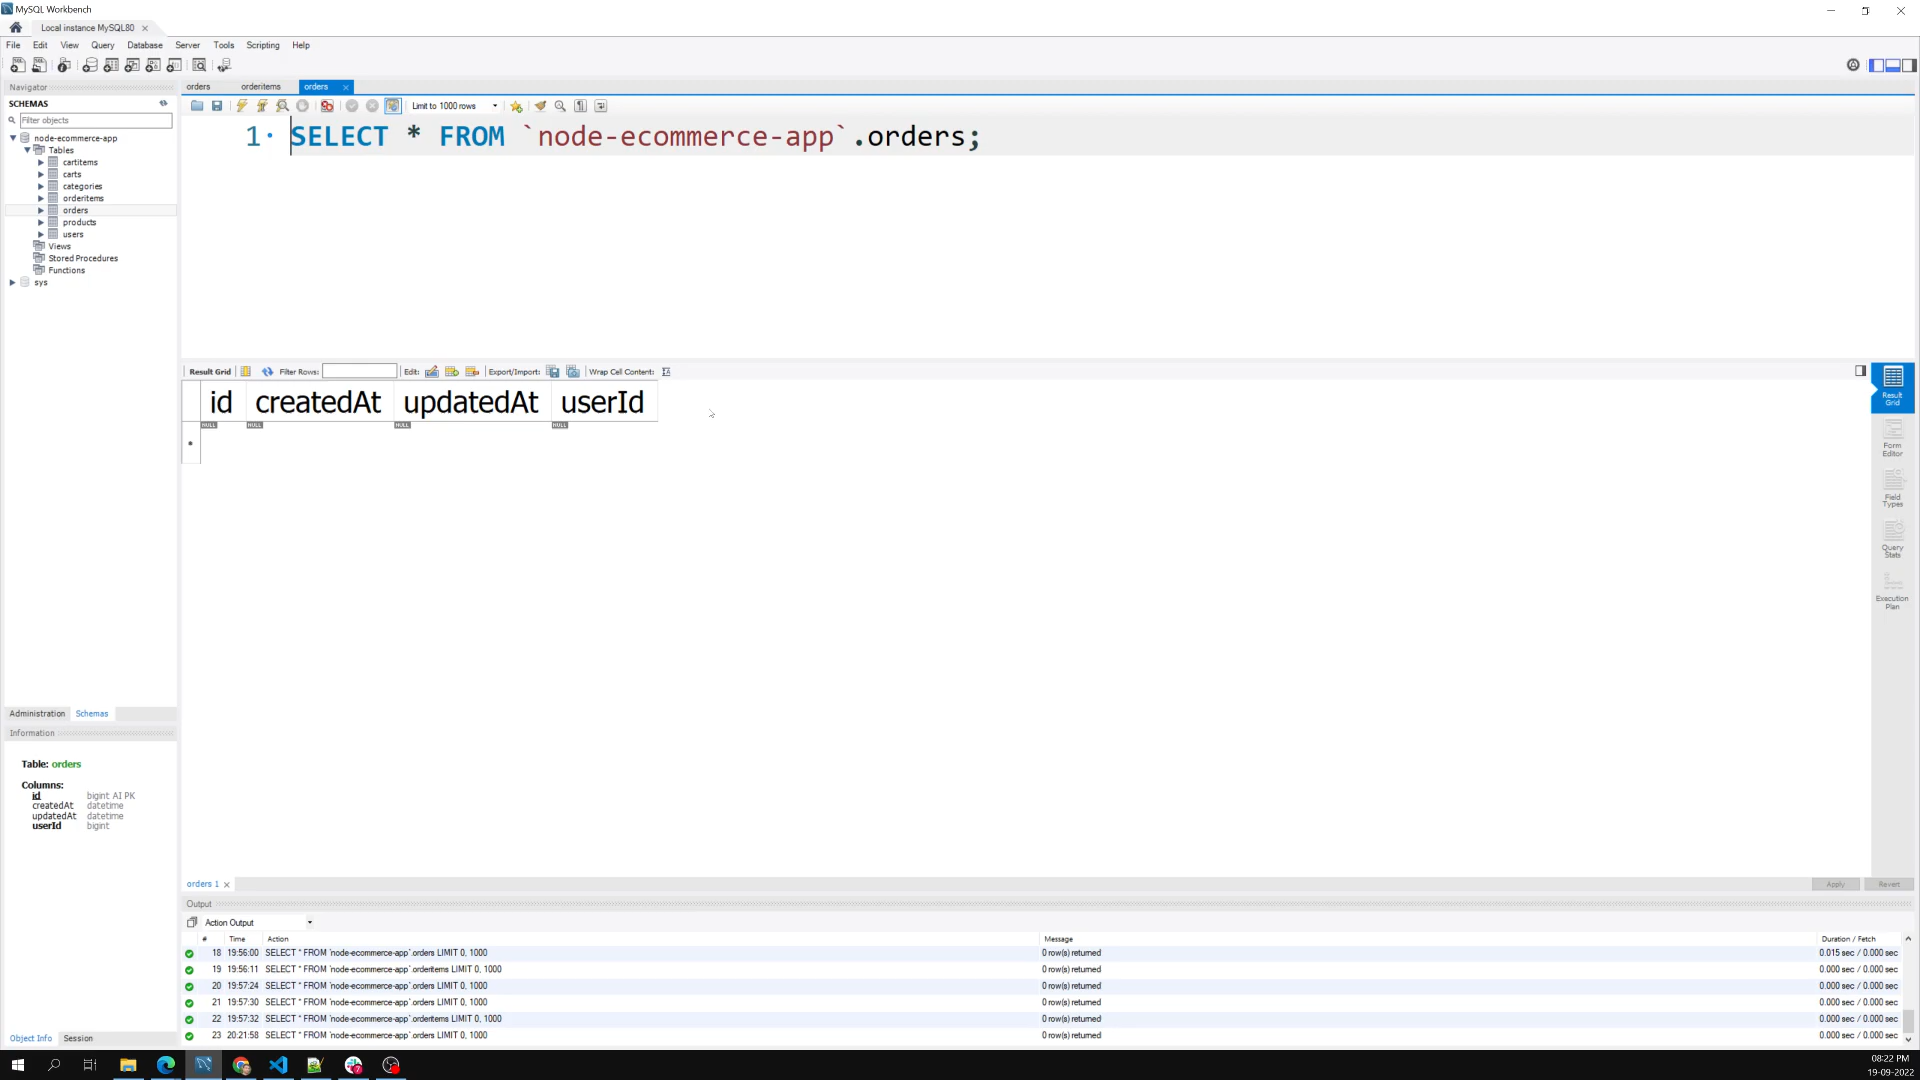 MySQL Workbench
Local instance MySQL80
File Edit View Query Database Server Tools Scripting Help
Navigator
SCHEMAS
Filter objects
node-ecommerce-app
Tables
cartitems
carts
categories
orderitems
orders
products
users
Views
Stored Procedures
Functions
sys
Administration Schemas
Information
Table: orders
Columns:
id bigint AI PK
createdAt datetime
updatedAt datetime
userId bigint
Object Info Session
orders orderitems orders
Limit to 1000 rows
1 SELECT * FROM `node-ecommerce-app`.orders;
Result Grid Filter Rows: Edit: Export/Import: Wrap Cell Content:
id createdAt updatedAt userId
NULL NULL NULL NULL
Result
Grid
Form
Editor
Field
Types
Query
Stats
Execution
Plan
orders 1
Apply Revert
Output
Action Output
# Time Action Message Duration / Fetch
18 19:56:00 SELECT * FROM `node-ecommerce-app`.orders LIMIT 0, 1000 0 row(s) returned 0.015 sec / 0.000 sec
19 19:56:11 SELECT * FROM `node-ecommerce-app`.orderitems LIMIT 0, 1000 0 row(s) returned 0.000 sec / 0.000 sec
20 19:57:24 SELECT * FROM `node-ecommerce-app`.orders LIMIT 0, 1000 0 row(s) returned 0.000 sec / 0.000 sec
21 19:57:30 SELECT * FROM `node-ecommerce-app`.orders LIMIT 0, 1000 0 row(s) returned 0.000 sec / 0.000 sec
22 19:57:32 SELECT * FROM `node-ecommerce-app`.orderitems LIMIT 0, 1000 0 row(s) returned 0.000 sec / 0.000 sec
23 20:21:58 SELECT * FROM `node-ecommerce-app`.orders LIMIT 0, 1000 0 row(s) returned 0.000 sec / 0.000 sec
08:22 PM
19-09-2022